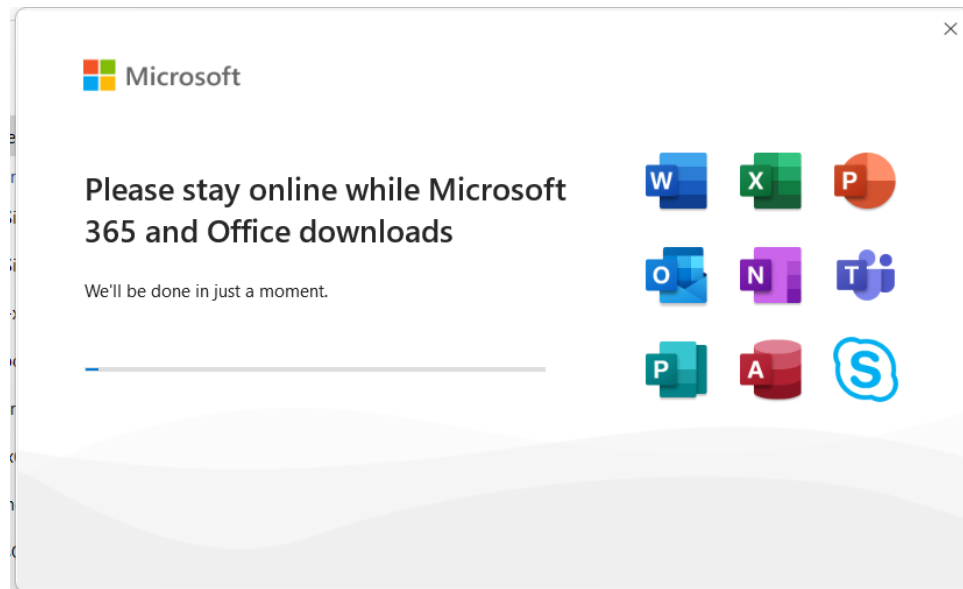 Microsoft
Please stay online while Microsoft
365 and Office downloads
We'll be done in just a moment.
W X P
O N T
P A S